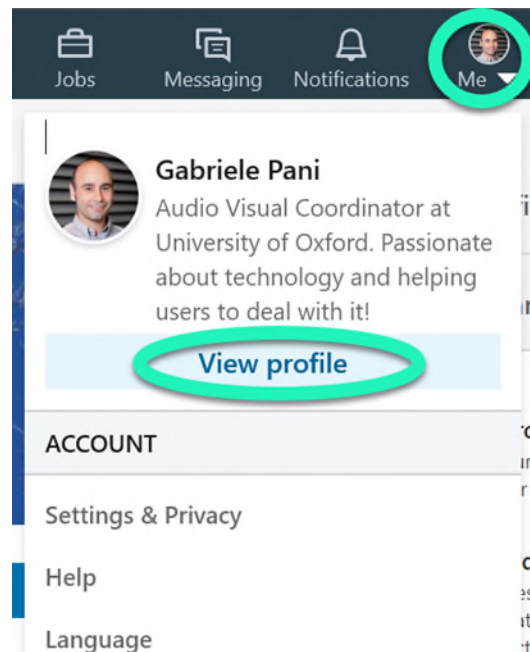 Jobs
Messaging
Notifications
Me
Gabriele Pani
Audio Visual Coordinator at
University of Oxford. Passionate
about technology and helping
users to deal with it!
View profile
ACCOUNT
Settings & Privacy
Help
Language